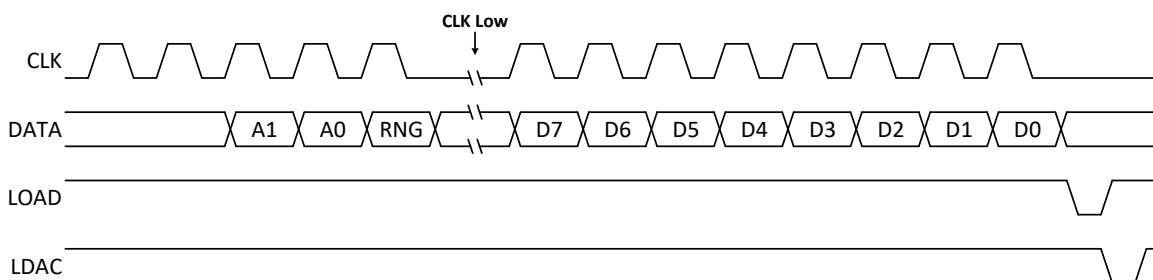 CLK Low
CLK
DATA A1 A0 RNG D7 D6 D5 D4 D3 D2 D1 D0
LOAD
LDAC